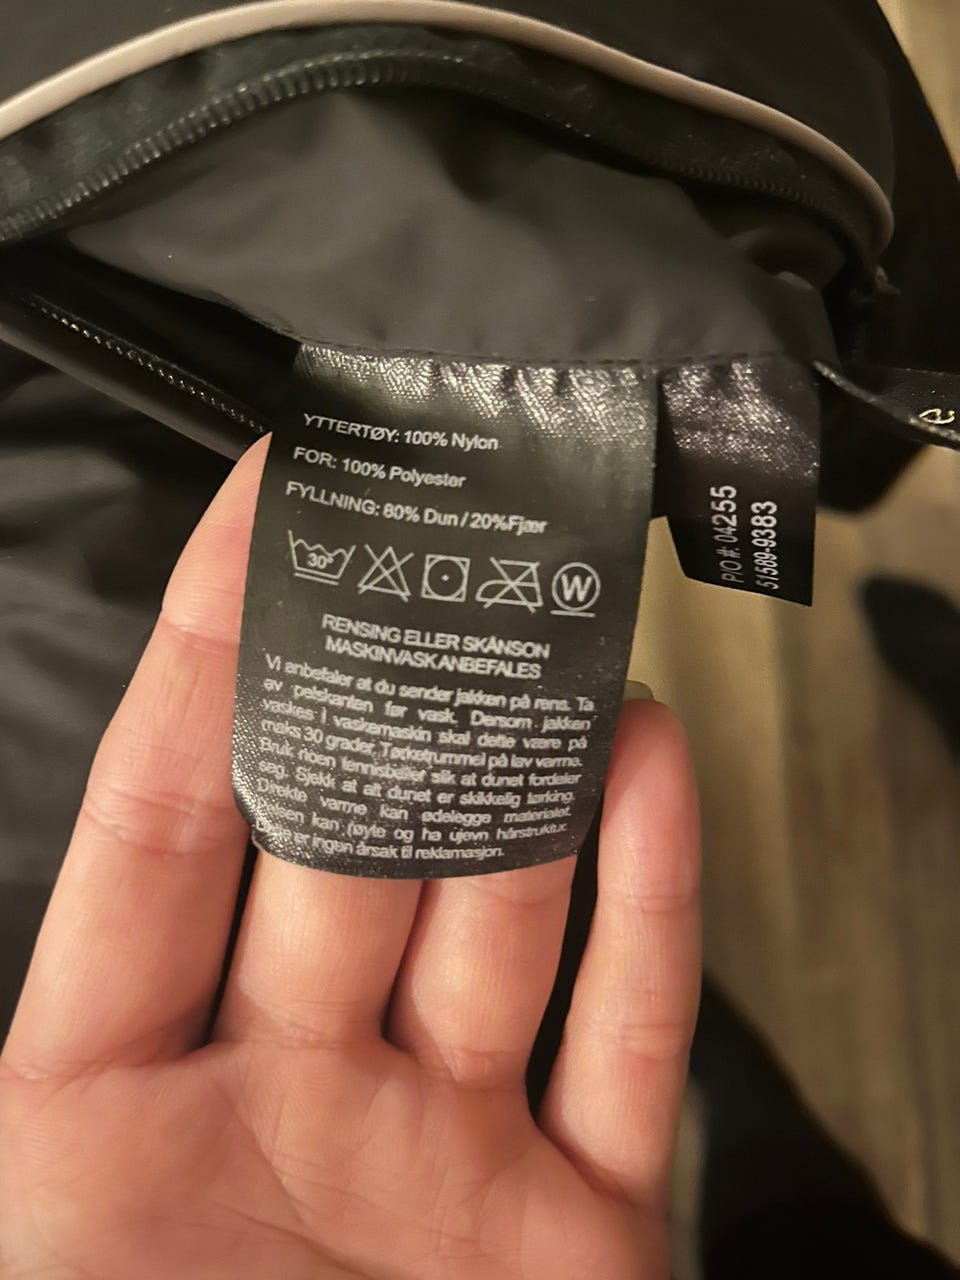 YTTERTØY: 100% Nylon
FOR: 100% Polyester
FYLLNING: 80% Dun / 20%Fjær
30°
W
RENSING ELLER SKÅNSON
MASKINVASK ANBEFALES
Vi anbefaler at du sender jakken på rens. Ta
av pelskanten før vask. Dersom jakken
vaskes i vaskemaskin skal dette være på
maks 30 grader. Tørketrummel på lav varme.
Bruk noen tennisballer slik at dunet fordeler
seg. Sjekk at alt dunet er skikkelig tørking.
Direkte varme kan ødelegge materialet.
Pelsen kan røyte og ha ujevn hårstruktur.
Dette er ingen årsak til reklamasjon.
P/O #: 04255
51589-9383
e